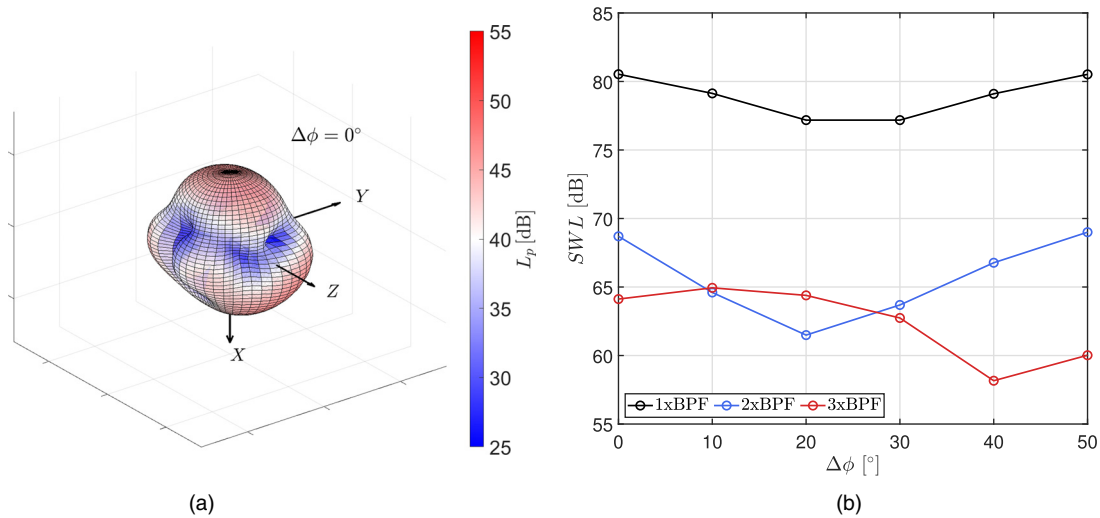 Δϕ = 0°
Y
Z
X
55
50
45
40
35
30
25
L_p [dB]
(a)
85
80
75
70
65
60
55
SWL [dB]
1xBPF 2xBPF 3xBPF
0 10 20 30 40 50
Δϕ [°]
(b)